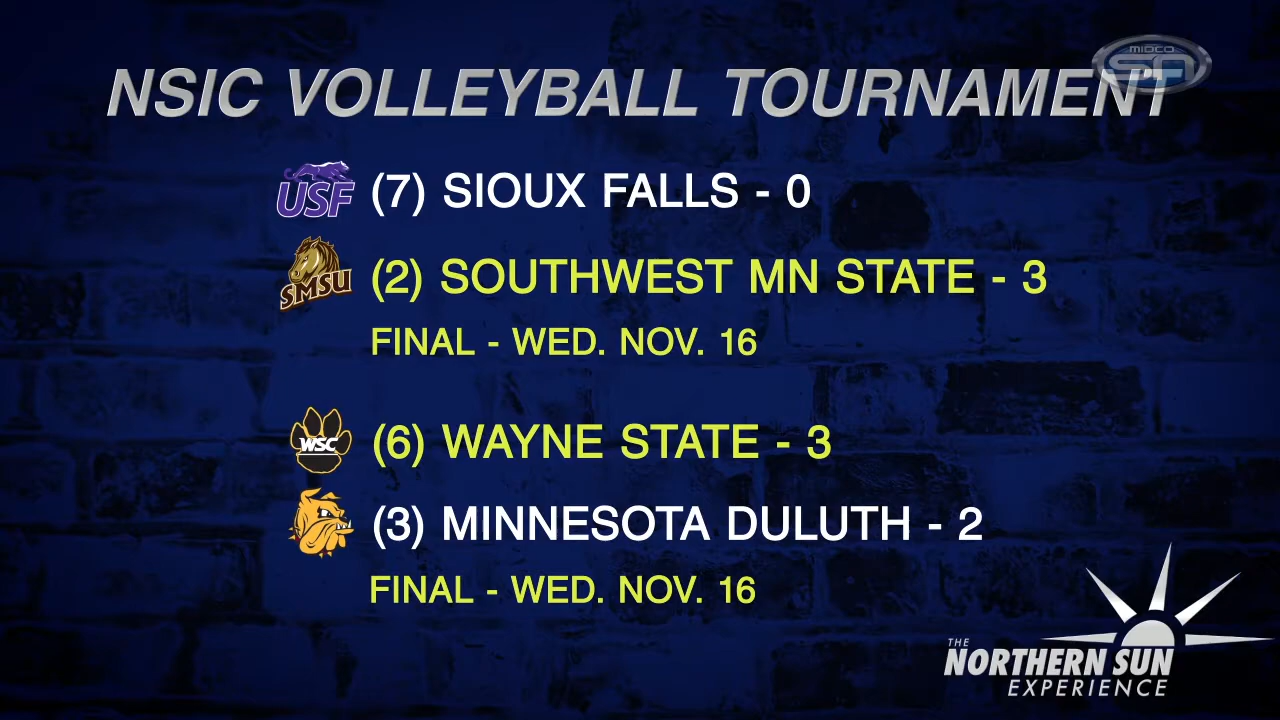 MIDCO
SN
NSIC VOLLEYBALL TOURNAMENT
USF
(7) SIOUX FALLS - 0
SMSU
(2) SOUTHWEST MN STATE - 3
FINAL - WED. NOV. 16
WSC
(6) WAYNE STATE - 3
(3) MINNESOTA DULUTH - 2
FINAL - WED. NOV. 16
THE
NORTHERN SUN
EXPERIENCE